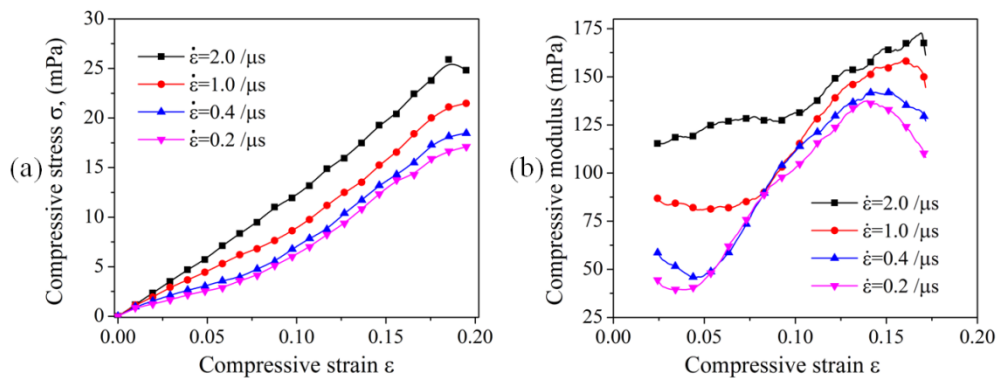 (a)
Compressive stress σ, (mPa)
30
25
20
15
10
5
0
ε̇=2.0 /μs
ε̇=1.0 /μs
ε̇=0.4 /μs
ε̇=0.2 /μs
0.00 0.05 0.10 0.15 0.20
Compressive strain ε
(b)
Compressive modulus (mPa)
175
150
125
100
75
50
25
ε̇=2.0 /μs
ε̇=1.0 /μs
ε̇=0.4 /μs
ε̇=0.2 /μs
0.00 0.05 0.10 0.15 0.20
Compressive strain ε